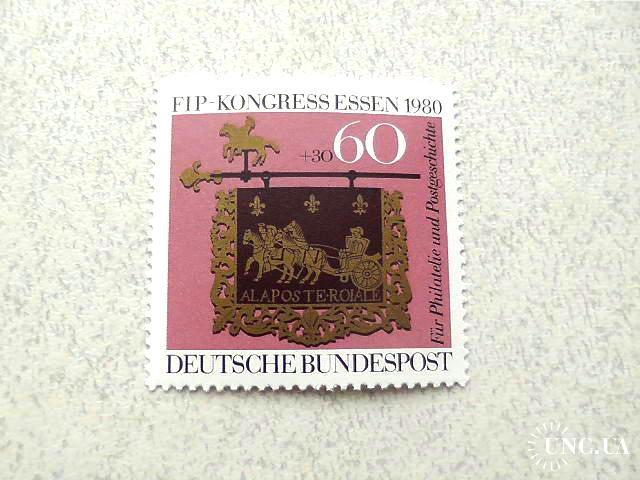 FIP-KONGRESS ESSEN 1980
+30 60
Für Philatelie und Postgeschichte
ALAPOSTE·ROIALE
DEUTSCHE BUNDESPOST
UNC.UA